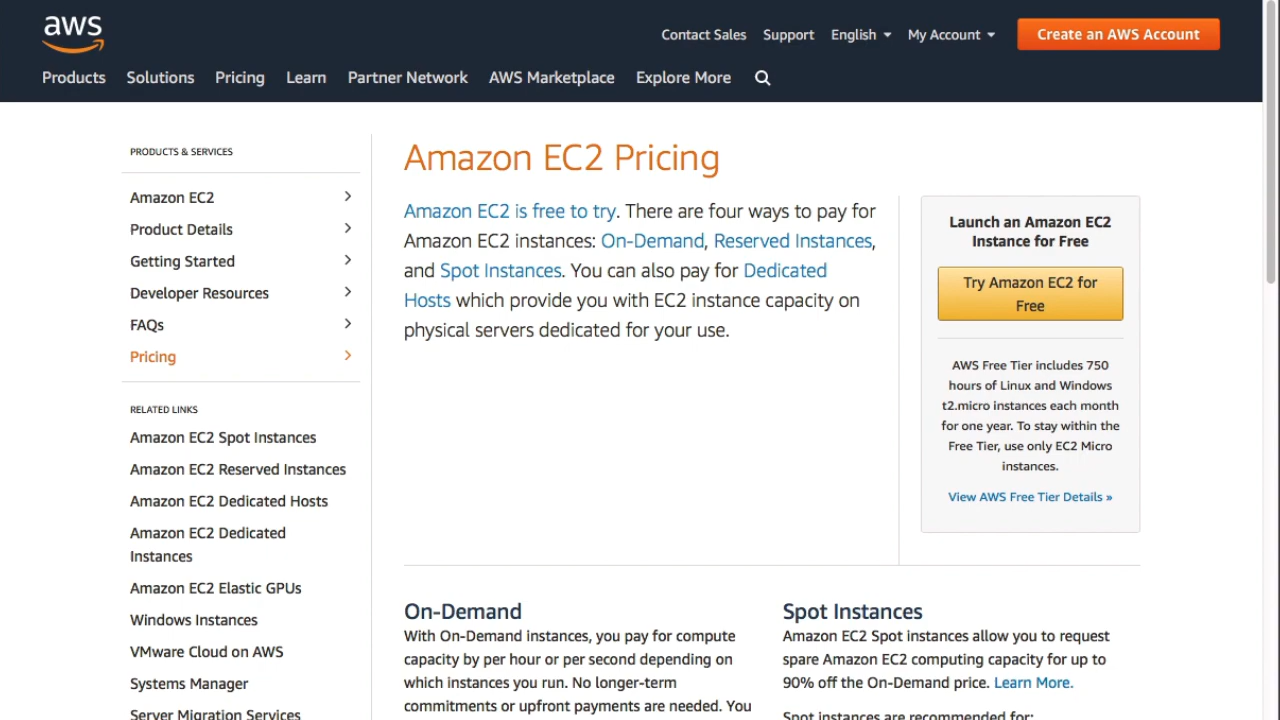 aws
Contact Sales Support English My Account Create an AWS Account
Products Solutions Pricing Learn Partner Network AWS Marketplace Explore More
PRODUCTS & SERVICES
Amazon EC2
Product Details
Getting Started
Developer Resources
FAQs
Pricing
RELATED LINKS
Amazon EC2 Spot Instances
Amazon EC2 Reserved Instances
Amazon EC2 Dedicated Hosts
Amazon EC2 Dedicated
Instances
Amazon EC2 Elastic GPUs
Windows Instances
VMware Cloud on AWS
Systems Manager
Server Migration Services
Amazon EC2 Pricing
Amazon EC2 is free to try. There are four ways to pay for
Amazon EC2 instances: On-Demand, Reserved Instances,
and Spot Instances. You can also pay for Dedicated
Hosts which provide you with EC2 instance capacity on
physical servers dedicated for your use.
Launch an Amazon EC2
Instance for Free
Try Amazon EC2 for
Free
AWS Free Tier includes 750
hours of Linux and Windows
t2.micro instances each month
for one year. To stay within the
Free Tier, use only EC2 Micro
instances.
View AWS Free Tier Details »
On-Demand
With On-Demand instances, you pay for compute
capacity by per hour or per second depending on
which instances you run. No longer-term
commitments or upfront payments are needed. You
Spot Instances
Amazon EC2 Spot instances allow you to request
spare Amazon EC2 computing capacity for up to
90% off the On-Demand price. Learn More.
Spot instances are recommended for: